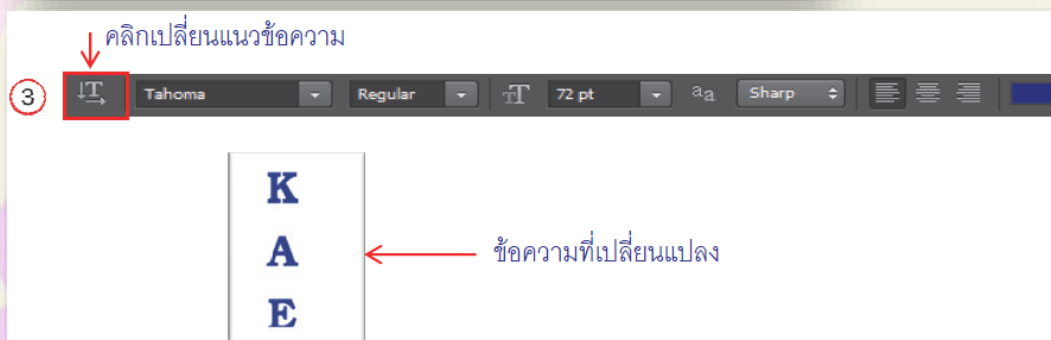 คลิกเปลี่ยนแนวข้อความ
3 T Tahoma Regular TT 72 pt aa Sharp
K
A
ข้อความที่เปลี่ยนแปลง
E